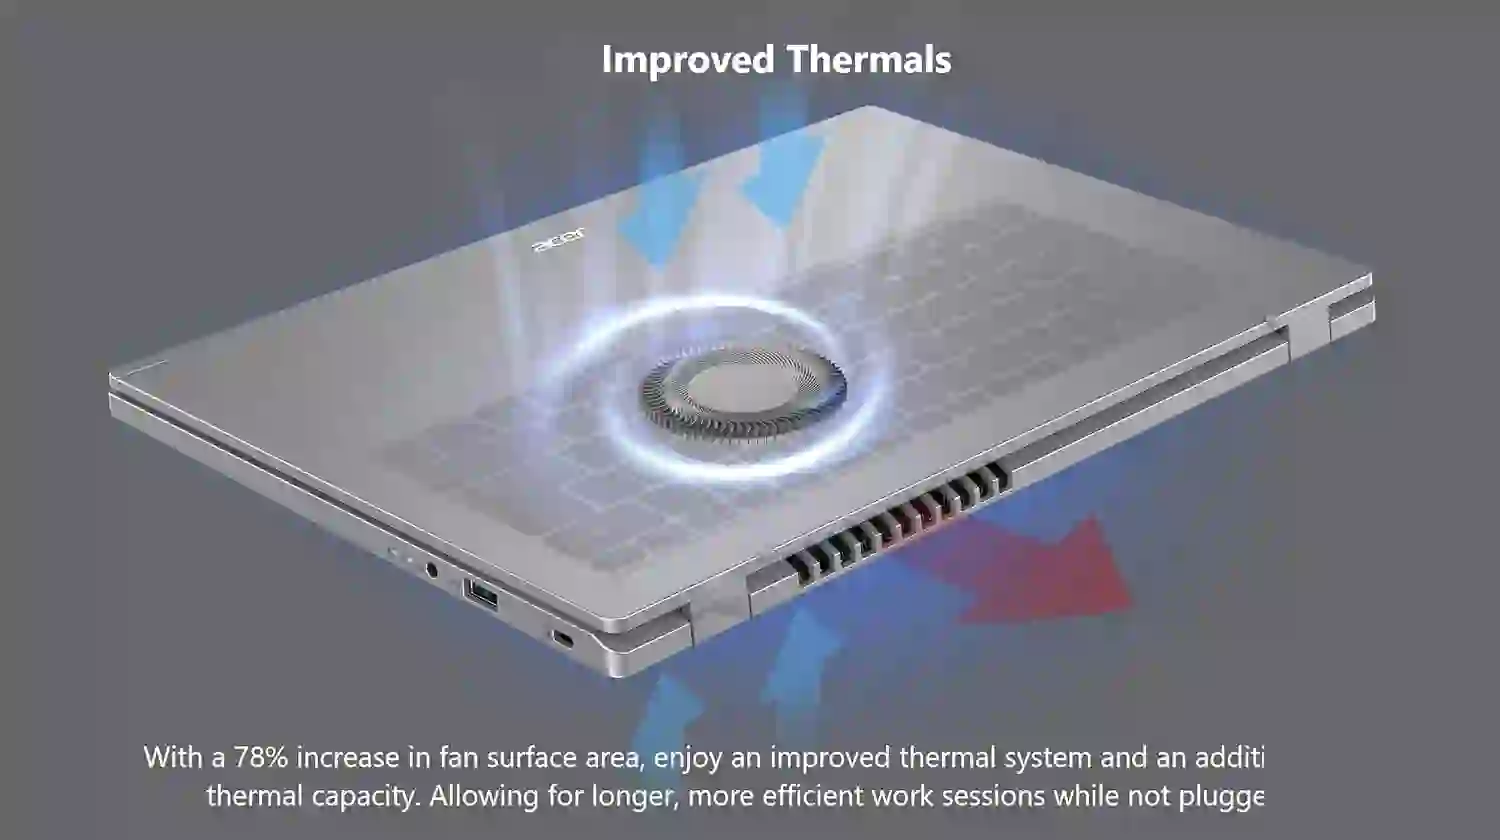 Improved Thermals
acer
With a 78% increase in fan surface area, enjoy an improved thermal system and an additi
thermal capacity. Allowing for longer, more efficient work sessions while not plugge